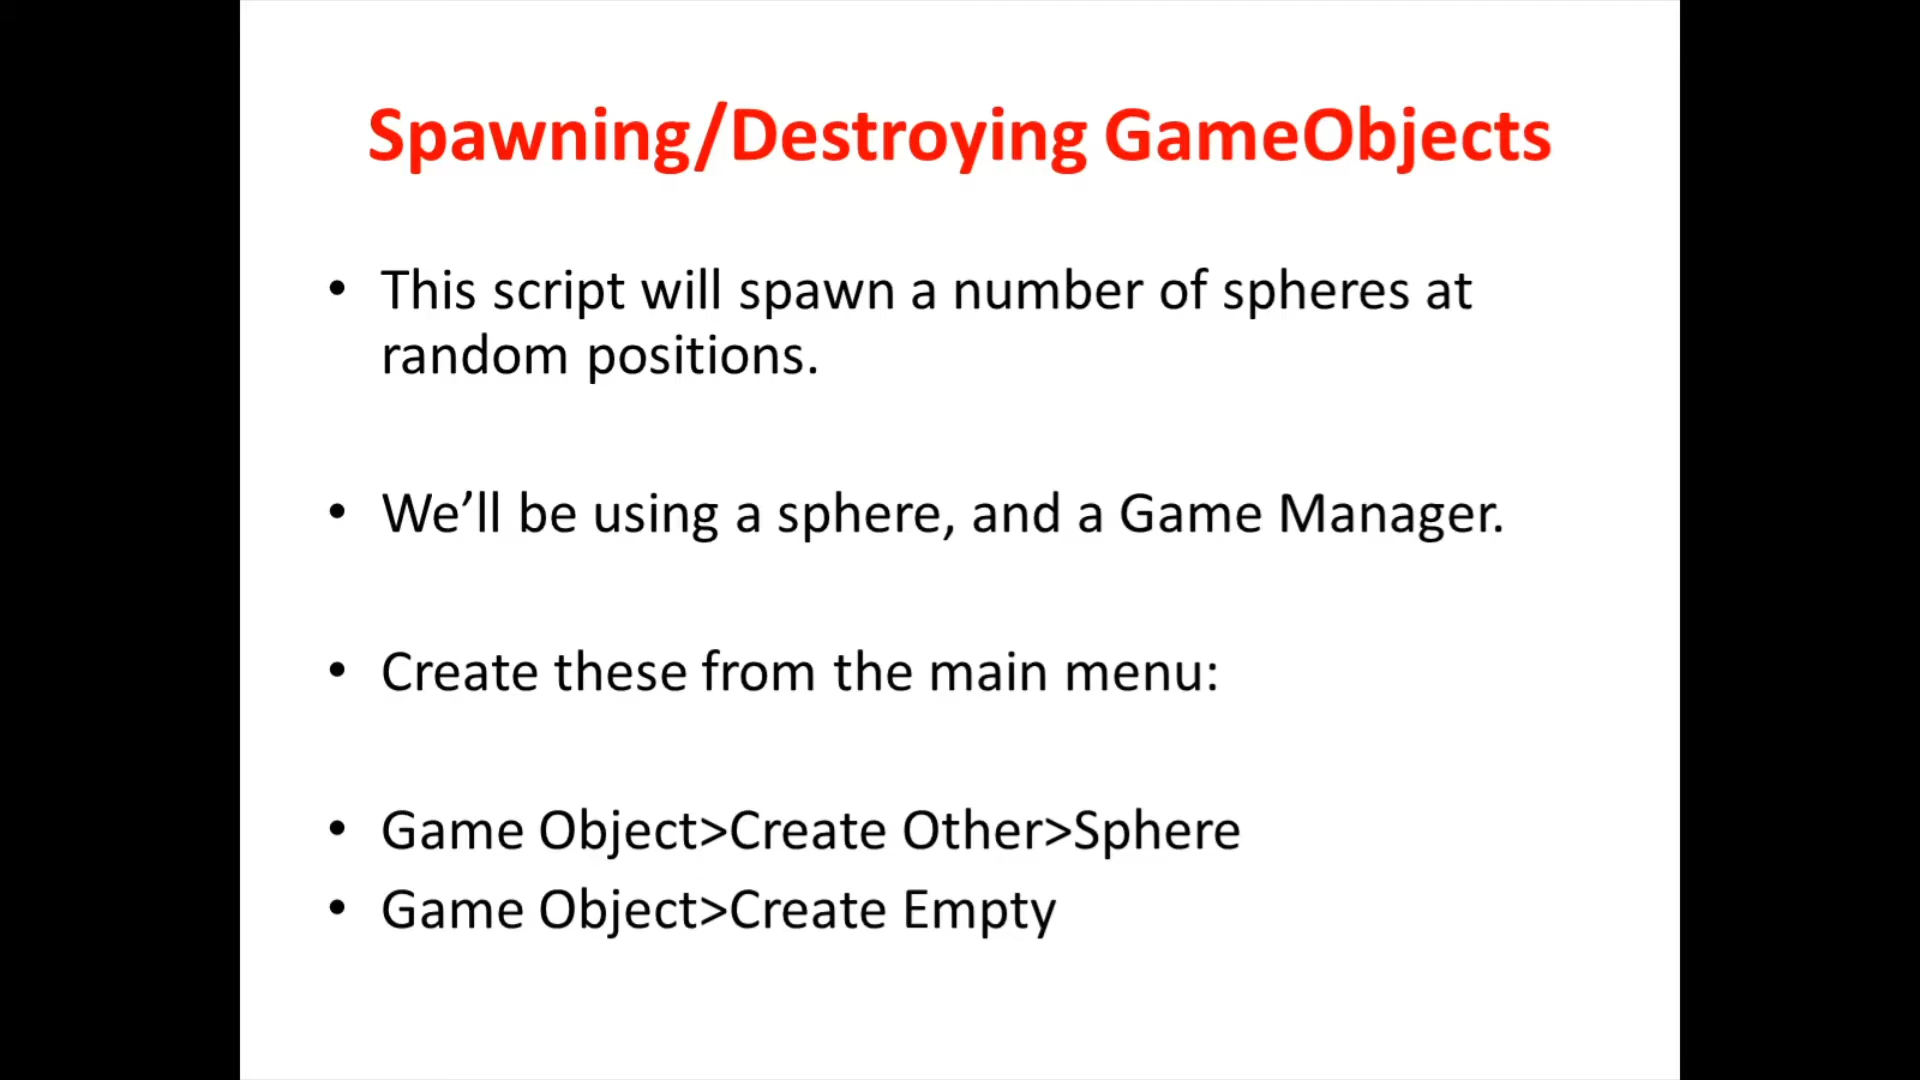 Spawning/Destroying GameObjects
• This script will spawn a number of spheres at
random positions.
• We’ll be using a sphere, and a Game Manager.
• Create these from the main menu:
• Game Object>Create Other>Sphere
• Game Object>Create Empty